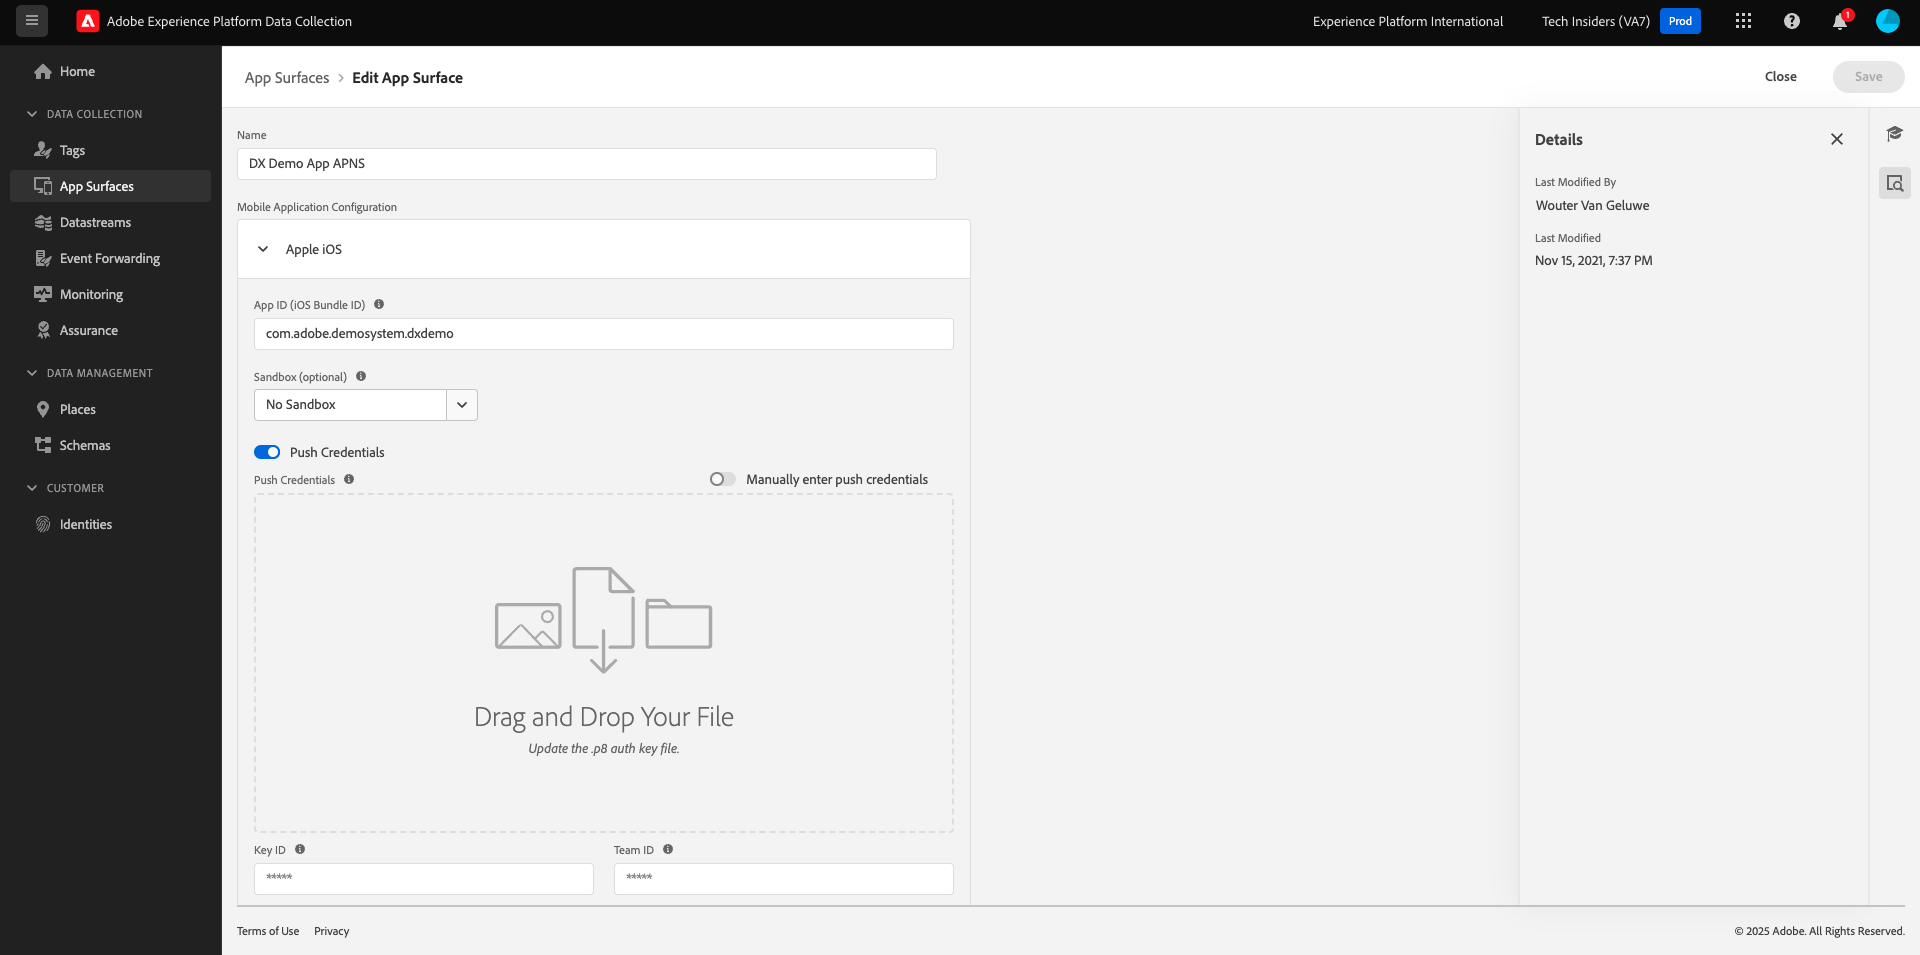 Adobe Experience Platform Data Collection
Experience Platform International
Tech Insiders (VA7)
Prod
1
Home
DATA COLLECTION
Tags
App Surfaces
Datastreams
Event Forwarding
Monitoring
Assurance
DATA MANAGEMENT
Places
Schemas
CUSTOMER
Identities
App Surfaces > Edit App Surface
Close
Save
Name
DX Demo App APNS
Mobile Application Configuration
Apple iOS
App ID (iOS Bundle ID)
com.adobe.demosystem.dxdemo
Sandbox (optional)
No Sandbox
Push Credentials
Push Credentials
Manually enter push credentials
Drag and Drop Your File
Update the .p8 auth key file.
Key ID
*****
Team ID
*****
Details
Last Modified By
Wouter Van Geluwe
Last Modified
Nov 15, 2021, 7:37 PM
Terms of Use
Privacy
© 2025 Adobe. All Rights Reserved.